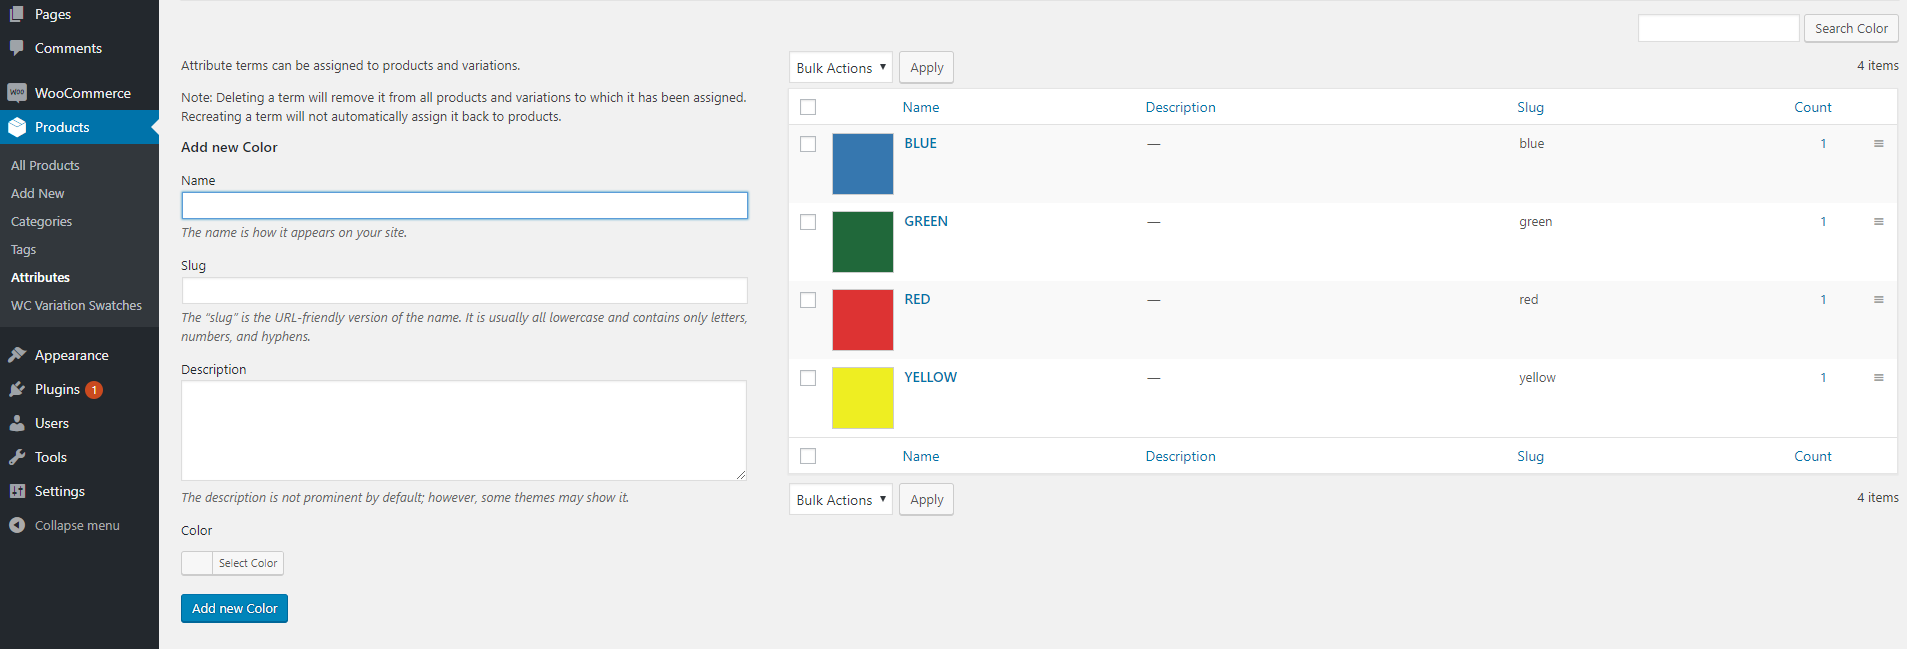 Pages
Comments
WOO WooCommerce
Products
All Products
Add New
Categories
Tags
Attributes
WC Variation Swatches
Appearance
Plugins 1
Users
Tools
Settings
Collapse menu
Attribute terms can be assigned to products and variations.
Note: Deleting a term will remove it from all products and variations to which it has been assigned.
Recreating a term will not automatically assign it back to products.
Add new Color
Name
The name is how it appears on your site.
Slug
The “slug” is the URL-friendly version of the name. It is usually all lowercase and contains only letters,
numbers, and hyphens.
Description
The description is not prominent by default; however, some themes may show it.
Color
Select Color
Add new Color
Search Color
Bulk Actions Apply 4 items
Name Description Slug Count
BLUE — blue 1
GREEN — green 1
RED — red 1
YELLOW — yellow 1
Name Description Slug Count
Bulk Actions Apply 4 items